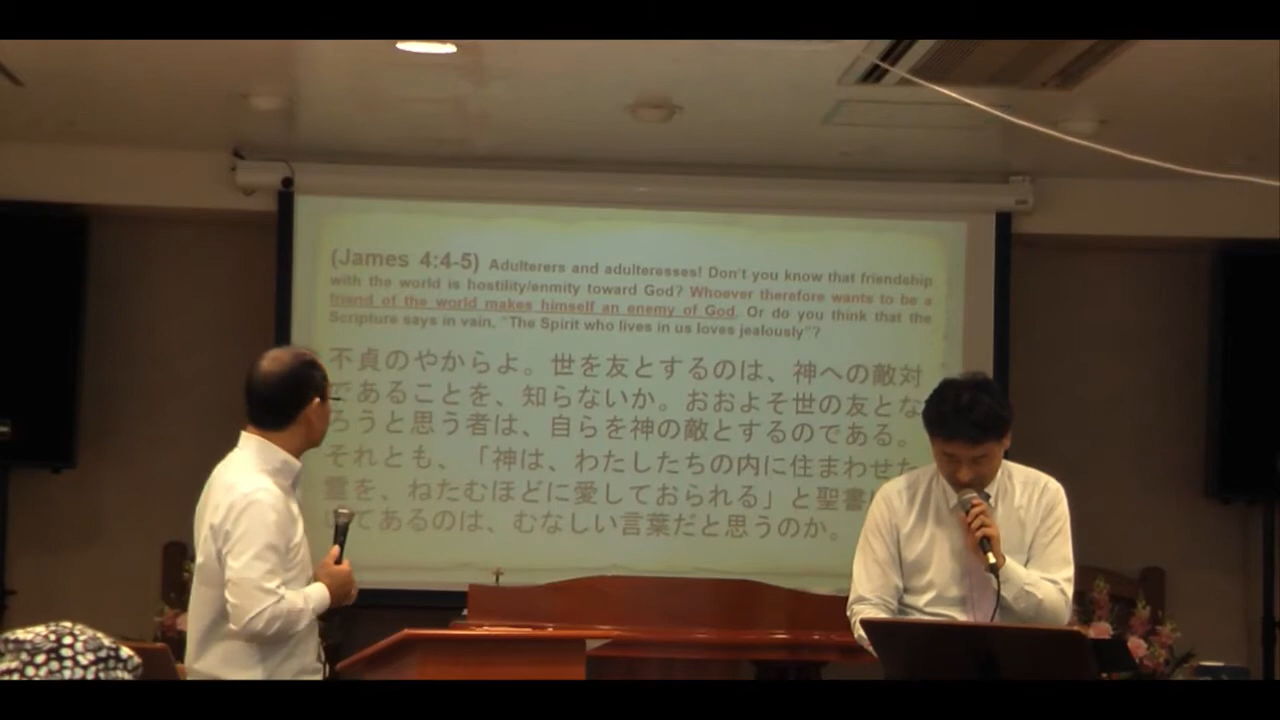 (James 4:4-5) Adulterers and adulteresses! Don't you know that friendship
with the world is hostility/enmity toward God? Whoever therefore wants to be a
friend of the world makes himself an enemy of God. Or do you think that the
Scripture says in vain, "The Spirit who lives in us loves jealously"?
不貞のやからよ。世を友とするのは、神への敵対
であることを、知らないか。おおよそ世の友とな
ろうと思う者は、自らを神の敵とするのである。
それとも、「神は、わたしたちの内に住まわせた
霊を、ねたむほどに愛しておられる」と聖書に
てあるのは、むなしい言葉だと思うのか。